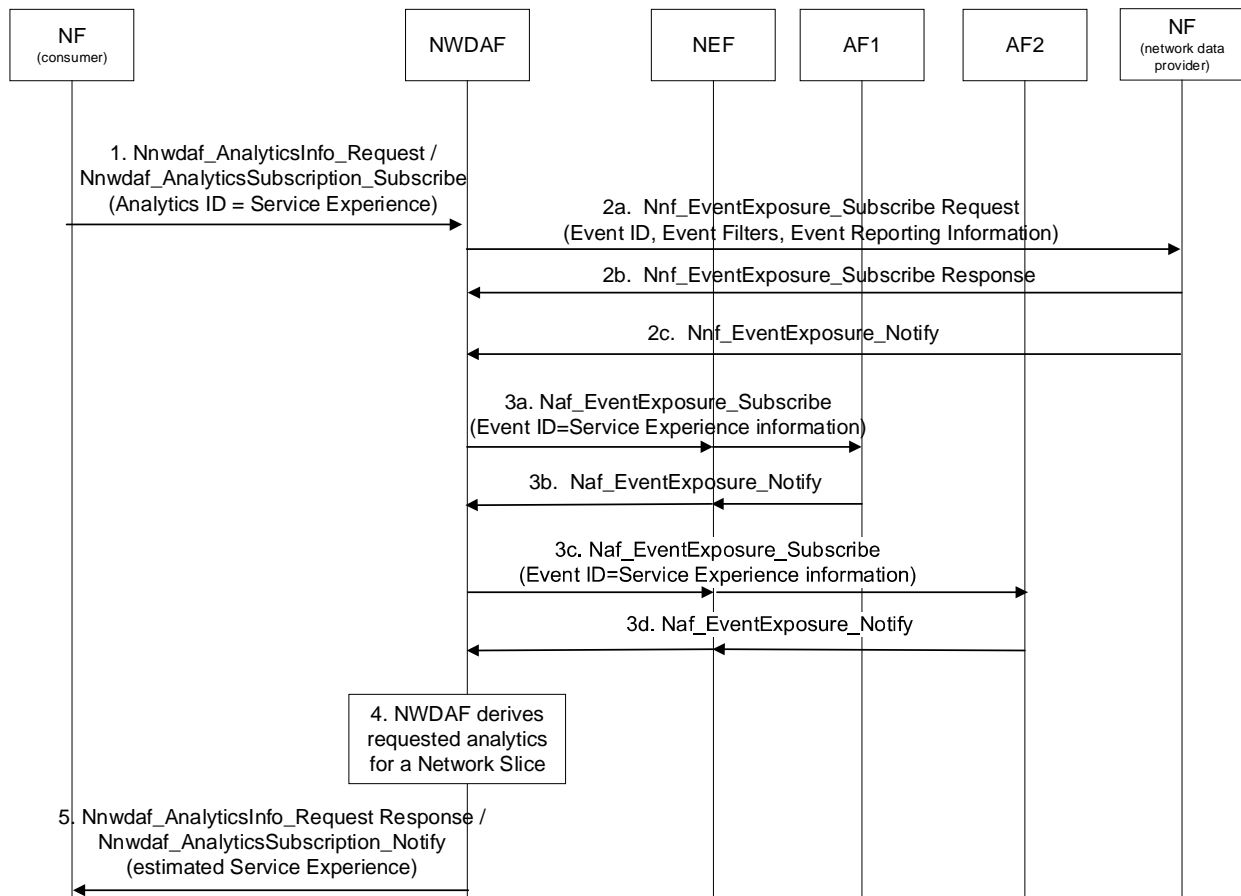 NF
(consumer)
NWDAF
NEF
AF1
AF2
NF
(network data
provider)
1. Nnwdaf_AnalyticsInfo_Request /
Nnwdaf_AnalyticsSubscription_Subscribe
(Analytics ID = Service Experience)
2a. Nnf_EventExposure_Subscribe Request
(Event ID, Event Filters, Event Reporting Information)
2b. Nnf_EventExposure_Subscribe Response
2c. Nnf_EventExposure_Notify
3a. Naf_EventExposure_Subscribe
(Event ID=Service Experience information)
3b. Naf_EventExposure_Notify
3c. Naf_EventExposure_Subscribe
(Event ID=Service Experience information)
3d. Naf_EventExposure_Notify
4. NWDAF derives
requested analytics
for a Network Slice
5. Nnwdaf_AnalyticsInfo_Request Response /
Nnwdaf_AnalyticsSubscription_Notify
(estimated Service Experience)